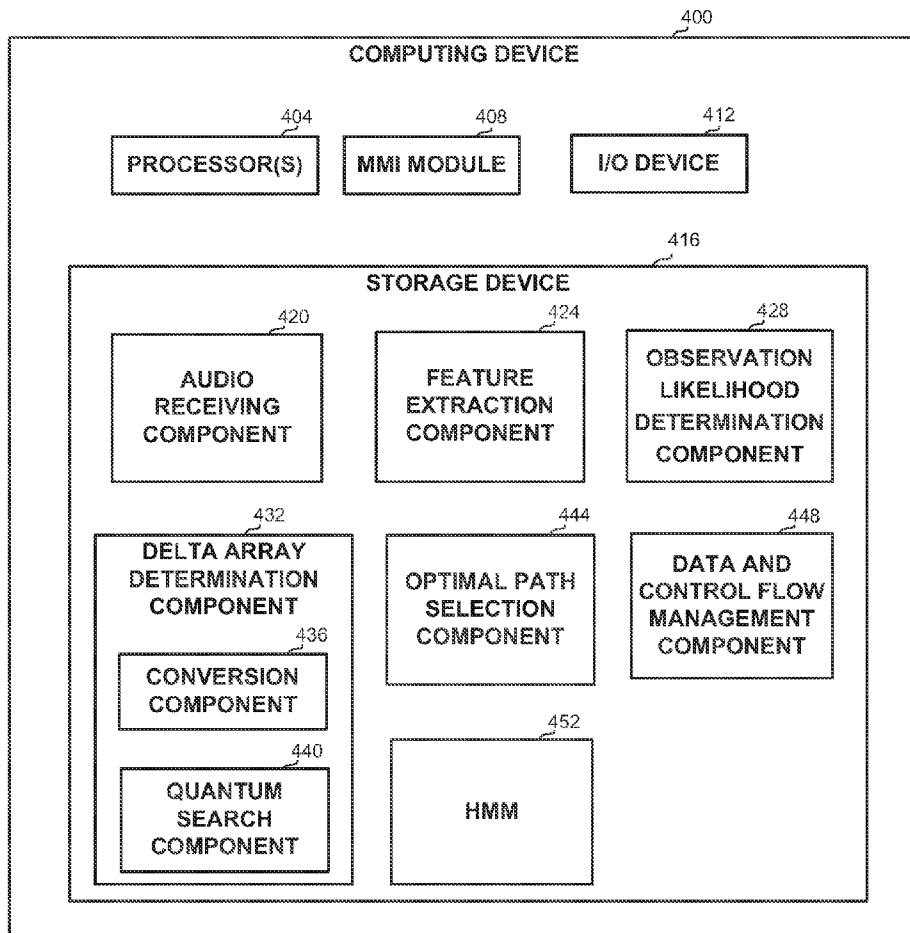 400
COMPUTING DEVICE
404
408
412
PROCESSOR(S)
MMI MODULE
I/O DEVICE
416
STORAGE DEVICE
420
424
428
AUDIO
RECEIVING
COMPONENT
FEATURE
EXTRACTION
COMPONENT
OBSERVATION
LIKELIHOOD
DETERMINATION
COMPONENT
432
444
448
DELTA ARRAY
DETERMINATION
COMPONENT
OPTIMAL PATH
SELECTION
COMPONENT
DATA AND
CONTROL FLOW
MANAGEMENT
COMPONENT
436
CONVERSION
COMPONENT
452
440
QUANTUM
SEARCH
COMPONENT
HMM